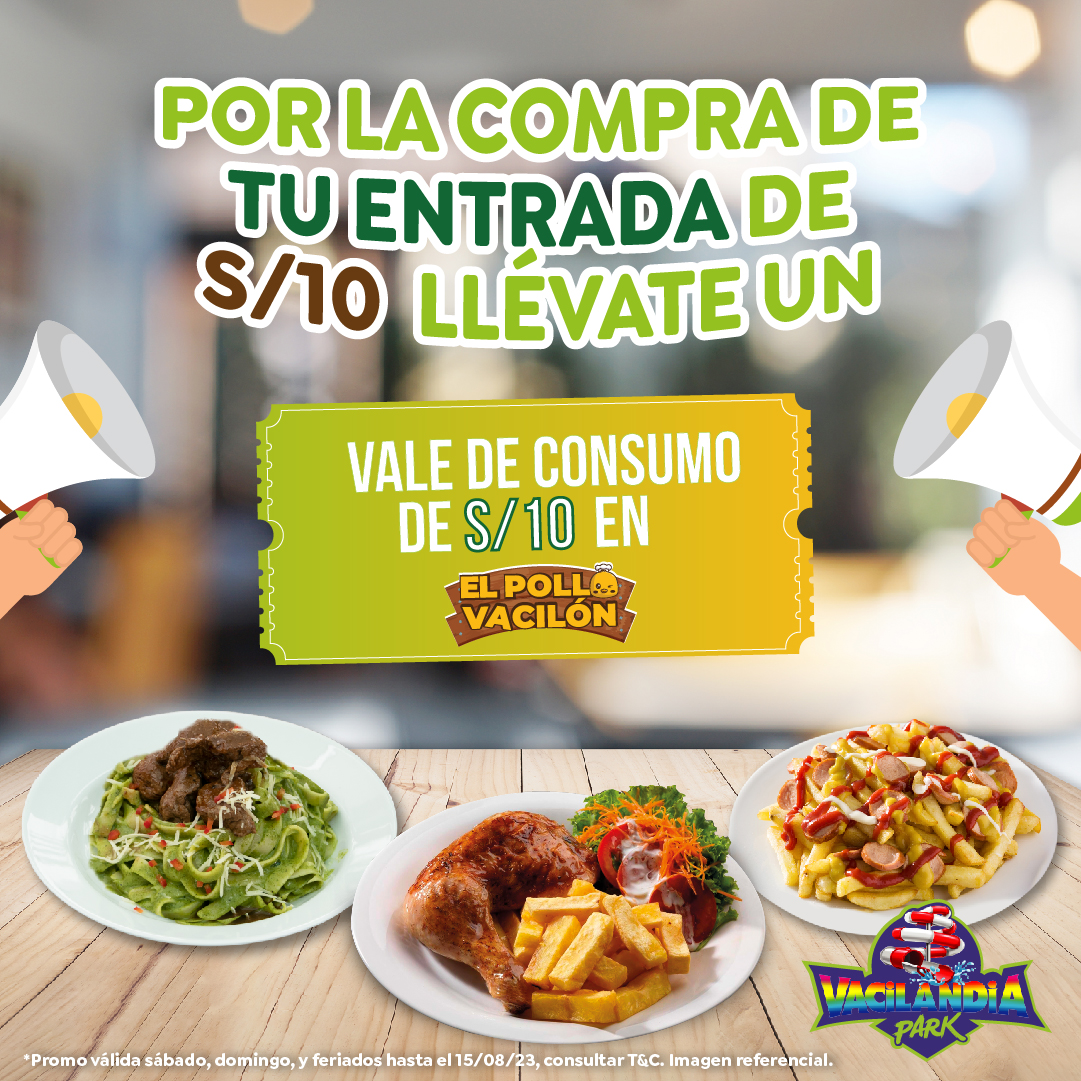 POR LA COMPRA DE
TU ENTRADA DE
S/10 LLÉVATE UN
VALE DE CONSUMO
DE S/10 EN
EL POLLO
VACILÓN
VACILANDIA
PARK
*Promo válida sábado, domingo, y feriados hasta el 15/08/23, consultar T&C. Imagen referencial.